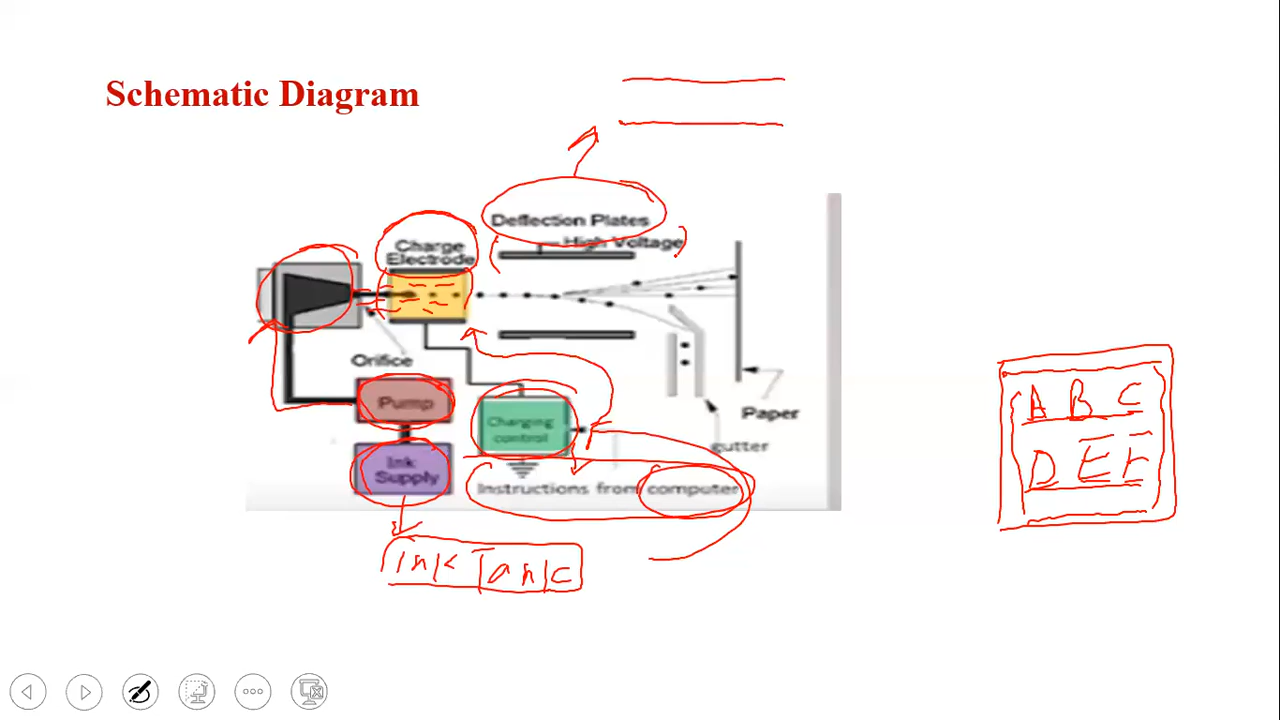 Schematic Diagram
Deflection Plates
High Voltage
Charge
Electrode
Orifice
Pump
Charging
control
Paper
gutter
Ink
Supply
Instructions from computer
A B C
D E F
ink Tank